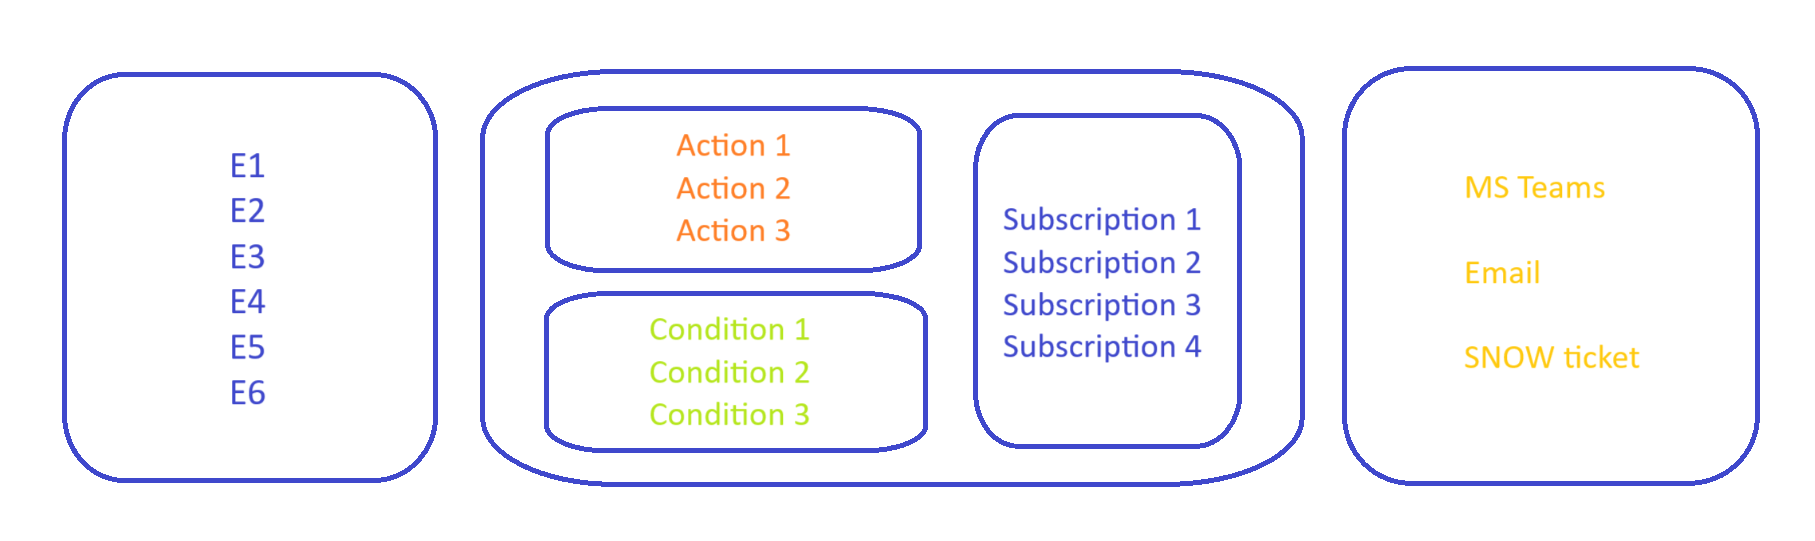 E1
E2
E3
E4
E5
E6
Action 1
Action 2
Action 3
Condition 1
Condition 2
Condition 3
Subscription 1
Subscription 2
Subscription 3
Subscription 4
MS Teams
Email
SNOW ticket